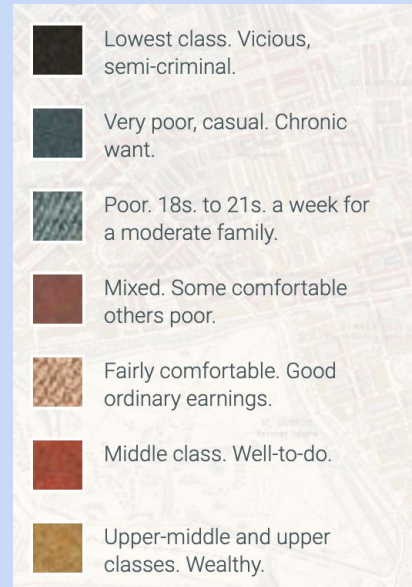 Lowest class. Vicious,
semi-criminal.
Very poor, casual. Chronic
want.
Poor. 18s. to 21s. a week for
a moderate family.
Mixed. Some comfortable
others poor.
Fairly comfortable. Good
ordinary earnings.
Middle class. Well-to-do.
Upper-middle and upper
classes. Wealthy.